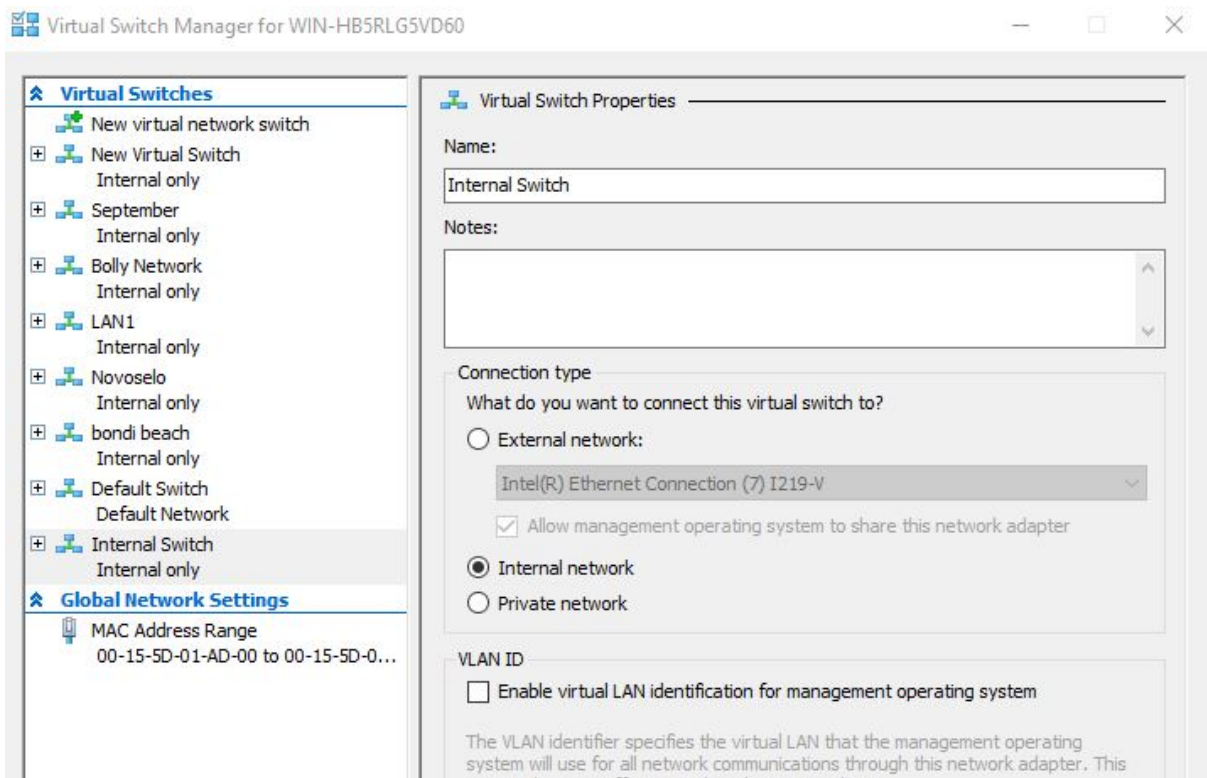 Virtual Switch Manager for WIN-HB5RLG5VD60
Virtual Switches
New virtual network switch
New Virtual Switch
Internal only
September
Internal only
Bolly Network
Internal only
LAN1
Internal only
Novoselo
Internal only
bondi beach
Internal only
Default Switch
Default Network
Internal Switch
Internal only
Global Network Settings
MAC Address Range
00-15-5D-01-AD-00 to 00-15-5D-0...
Virtual Switch Properties
Name:
Internal Switch
Notes:
Connection type
What do you want to connect this virtual switch to?
External network:
Intel(R) Ethernet Connection (7) I219-V
Allow management operating system to share this network adapter
Internal network
Private network
VLAN ID
Enable virtual LAN identification for management operating system
The VLAN identifier specifies the virtual LAN that the management operating
system will use for all network communications through this network adapter. This